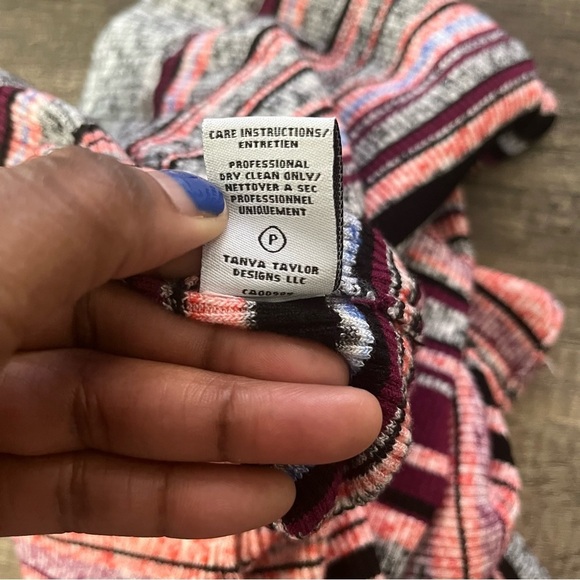 CARE INSTRUCTIONS/
ENTRETIEN
PROFESSIONAL
DRY CLEAN ONLY/
NETTOYER A SEC
PROFESSIONNEL
UNIQUEMENT
P
TANYA TAYLOR
DESIGNS LLC